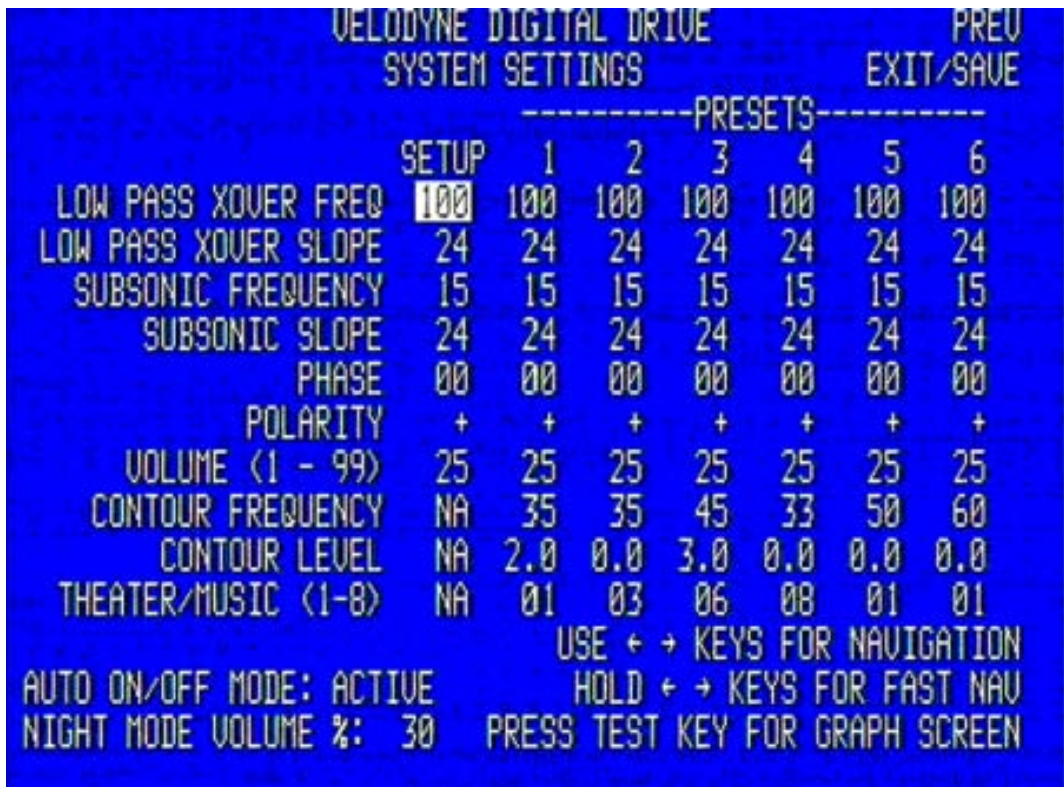 VELODYNE DIGITAL DRIVE PREV
SYSTEM SETTINGS EXIT/SAVE
----------PRESETS----------
SETUP 1 2 3 4 5 6
LOW PASS XOVER FREQ 100 100 100 100 100 100 100
LOW PASS XOVER SLOPE 24 24 24 24 24 24 24
SUBSONIC FREQUENCY 15 15 15 15 15 15 15
SUBSONIC SLOPE 24 24 24 24 24 24 24
PHASE 00 00 00 00 00 00 00
POLARITY + + + + + + +
VOLUME (1 - 99) 25 25 25 25 25 25 25
CONTOUR FREQUENCY NA 35 35 45 33 50 60
CONTOUR LEVEL NA 2.0 0.0 3.0 0.0 0.0 0.0
THEATER/MUSIC (1-8) NA 01 03 06 08 01 01
USE ← → KEYS FOR NAVIGATION
AUTO ON/OFF MODE: ACTIVE HOLD ← → KEYS FOR FAST NAV
NIGHT MODE VOLUME %: 30 PRESS TEST KEY FOR GRAPH SCREEN